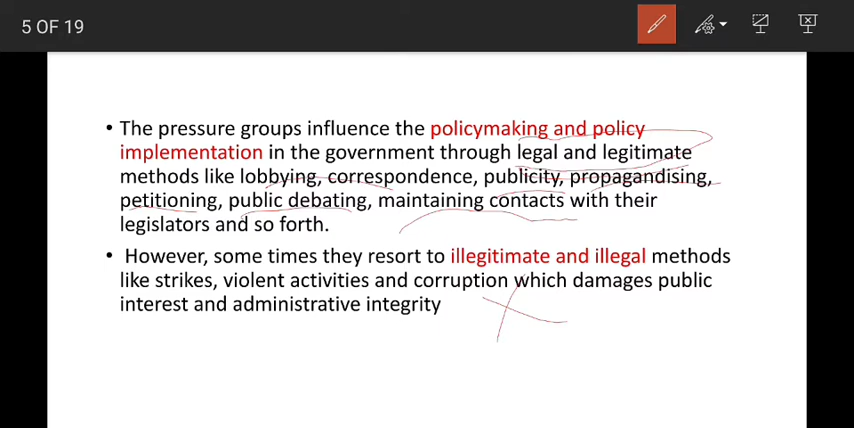 5 OF 19
• The pressure groups influence the policymaking and policy
implementation in the government through legal and legitimate
methods like lobbying, correspondence, publicity, propagandising,
petitioning, public debating, maintaining contacts with their
legislators and so forth.
• However, some times they resort to illegitimate and illegal methods
like strikes, violent activities and corruption which damages public
interest and administrative integrity